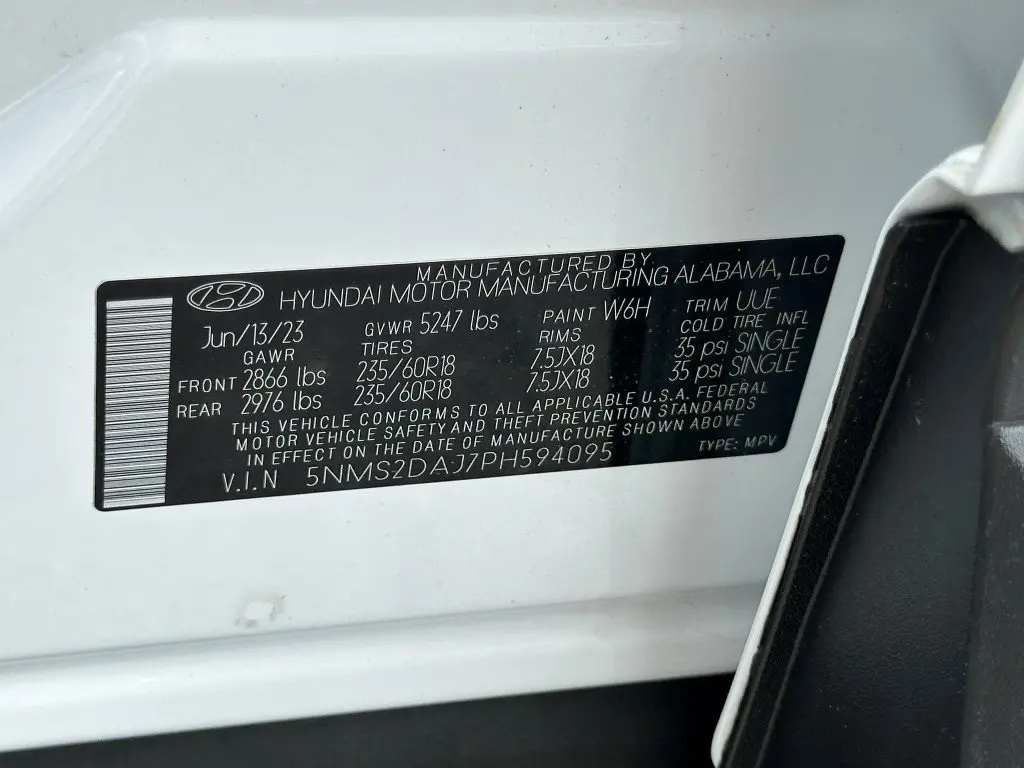 MANUFACTURED BY.
HYUNDAI MOTOR MANUFACTURING ALABAMA, LLC
Jun/13/23 GVWR 5247 lbs PAINT W6H TRIM UUE
GAWR TIRES RIMS COLD TIRE INFL
FRONT 2866 lbs 235/60R18 7.5JX18 35 psi SINGLE
REAR 2976 lbs 235/60R18 7.5JX18 35 psi SINGLE
THIS VEHICLE CONFORMS TO ALL APPLICABLE U.S.A. FEDERAL
MOTOR VEHICLE SAFETY AND THEFT PREVENTION STANDARDS
IN EFFECT ON THE DATE OF MANUFACTURE SHOWN ABOVE
V.I.N 5NMS2DAJ7PH594095 TYPE: MPV